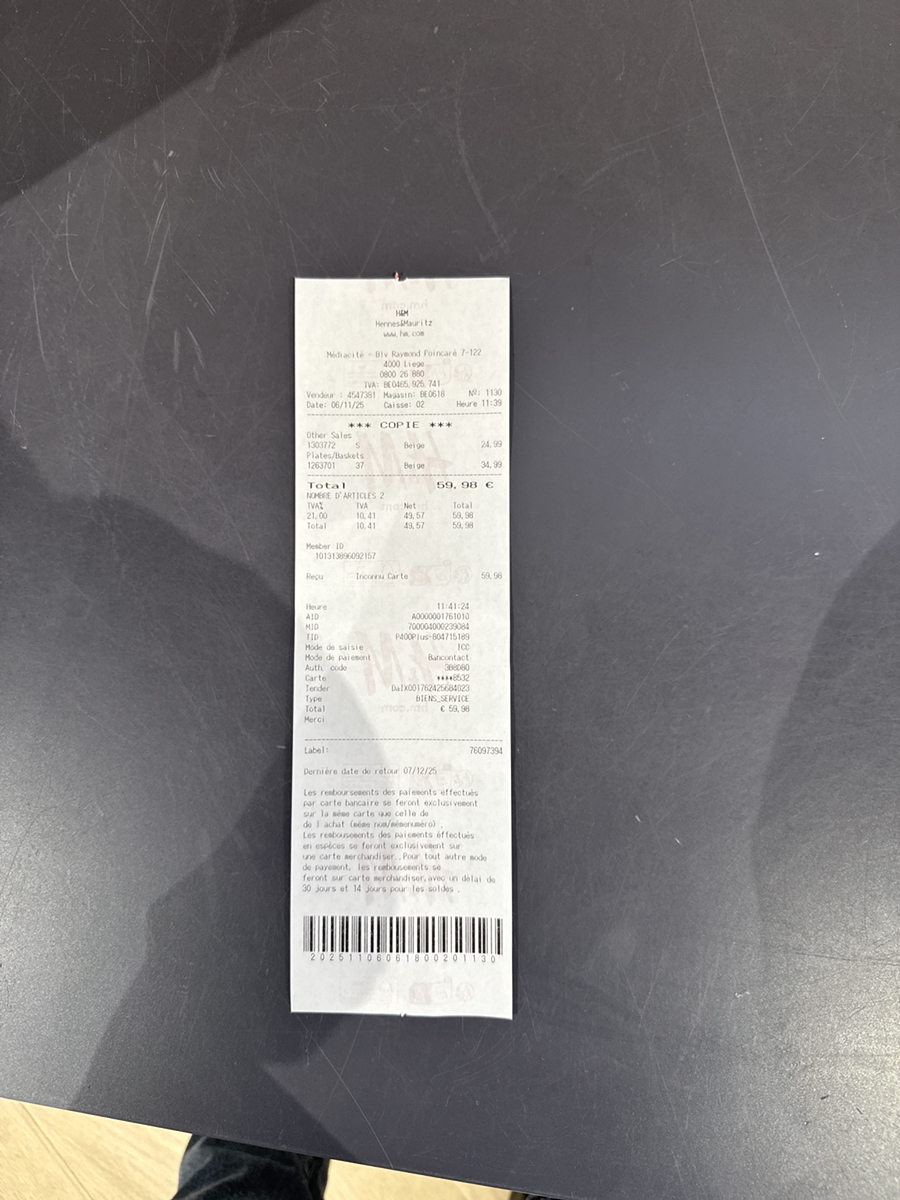 H&M
Hennes&Mauritz
www.hm.com
Médiacité - Blv Raymond Poincaré 7-122
4000 Liege
0800 26 880
TVA: BE0465.925.741
Vendeur : 4547381 Magasin: BE0618 Nº: 1130
Date: 06/11/25 Caisse: 02 Heure 11:39
*** COPIE ***
Other Sales
1303772 S Beige 24,99
Plates/Baskets
1263701 37 Beige 34,99
Total 59,98 €
NOMBRE D'ARTICLES 2
TVA% TVA Net Total
21,00 10,41 49,57 59,98
Total 10,41 49,57 59,98
Member ID
101313896092157
Reçu Inconnu Carte 59,98
Heure 11:41:24
AID A0000001761010
MID 700004000239084
TID P400Plus-804715189
Mode de saisie ICC
Mode de paiement Bancontact
Auth. code 3B8D80
Carte ****8532
Tender DaTX001762425684023
Type BIENS_SERVICE
Total € 59,98
Merci
Label: 76097394
Dernière date de retour 07/12/25
Les remboursements des paiements effectués
par carte bancaire se feront exclusivement
sur la même carte que celle de
de l achat (même nom/mêmenuméro) .
Les rembousements des paiements éffectués
en espèces se feront exclusivement sur
une carte merchandiser. .Pour tout autre mode
de payement, les rembousements se
feront sur carte merchandiser,avec un délai de
30 jours et 14 jours pour les soldes .
20251106061800201130